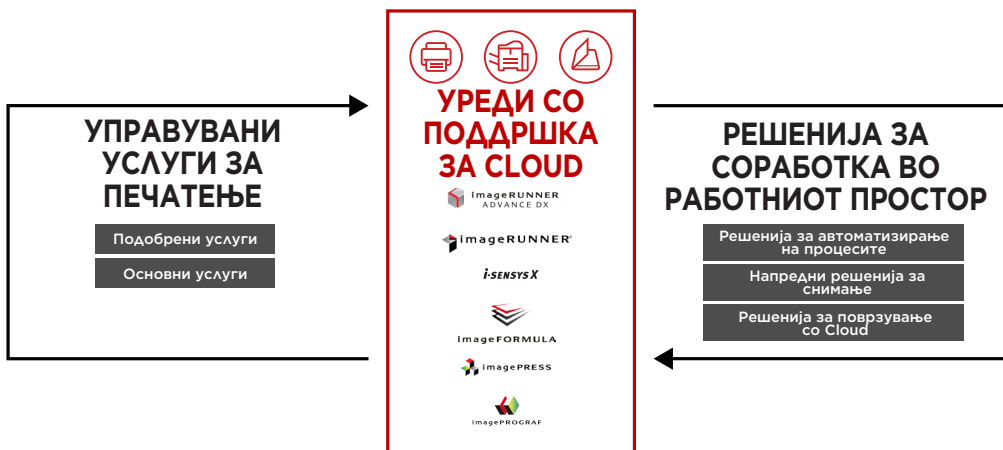 УПРАВУВАНИ
УСЛУГИ ЗА
ПЕЧАТЕЊЕ
Подобрени услуги
Основни услуги
УРЕДИ СО
ПОДДРШКА
ЗА CLOUD
imageRUNNER
ADVANCE DX
imageRUNNER
i-SENSYS X
imageFORMULA
imagePRESS
imagePROGRAF
РЕШЕНИЈА ЗА
СОРАБОТКА ВО
РАБОТНИОТ ПРОСТОР
Решенија за автоматизирање
на процесите
Напредни решенија за
снимање
Решенија за поврзување
со Cloud